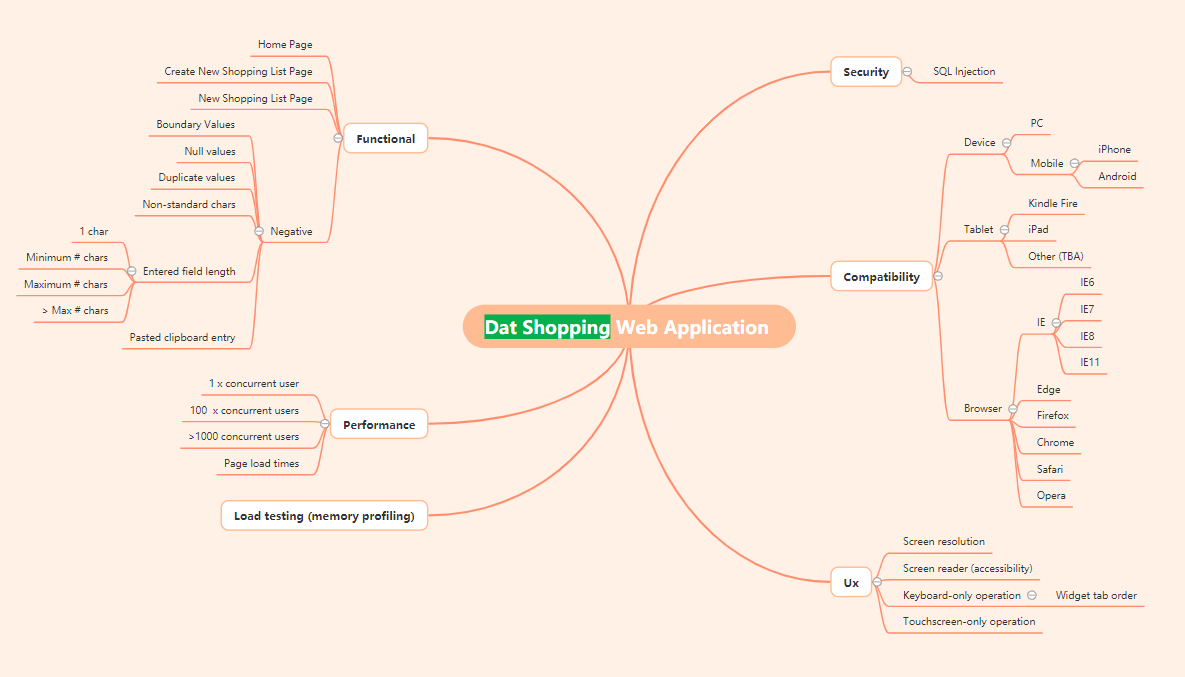 Dat Shopping Web Application
Functional
Home Page
Create New Shopping List Page
New Shopping List Page
Negative
Boundary Values
Null values
Duplicate values
Non-standard chars
Entered field length
1 char
Minimum # chars
Maximum # chars
> Max # chars
Pasted clipboard entry
Performance
1 x concurrent user
100 x concurrent users
>1000 concurrent users
Page load times
Load testing (memory profiling)
Security
SQL Injection
Compatibility
Device
PC
Mobile
iPhone
Android
Tablet
Kindle Fire
iPad
Other (TBA)
Browser
IE
IE6
IE7
IE8
IE11
Edge
Firefox
Chrome
Safari
Opera
Ux
Screen resolution
Screen reader (accessibility)
Keyboard-only operation
Widget tab order
Touchscreen-only operation